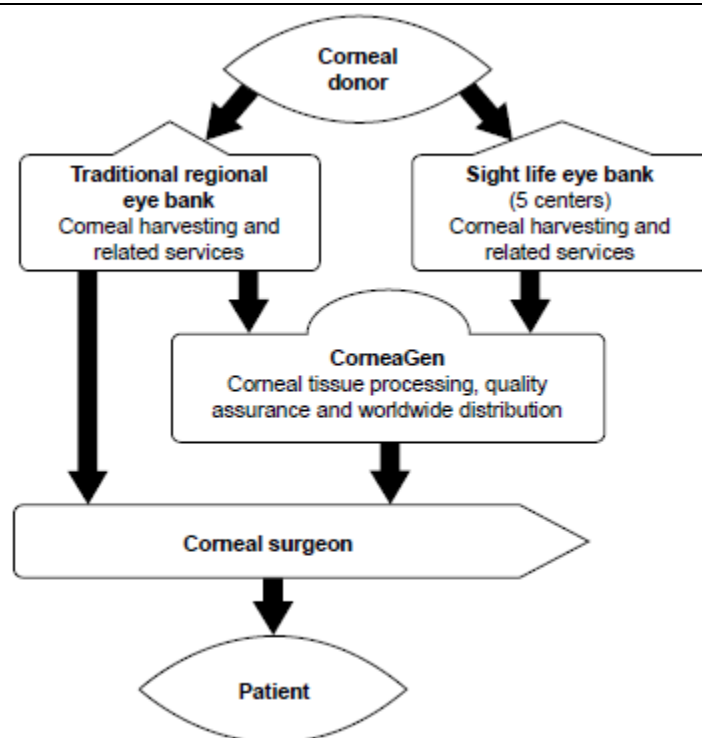 Corneal
donor
Traditional regional
eye bank
Corneal harvesting and
related services
Sight life eye bank
(5 centers)
Corneal harvesting and
related services
CorneaGen
Corneal tissue processing, quality
assurance and worldwide distribution
Corneal surgeon
Patient